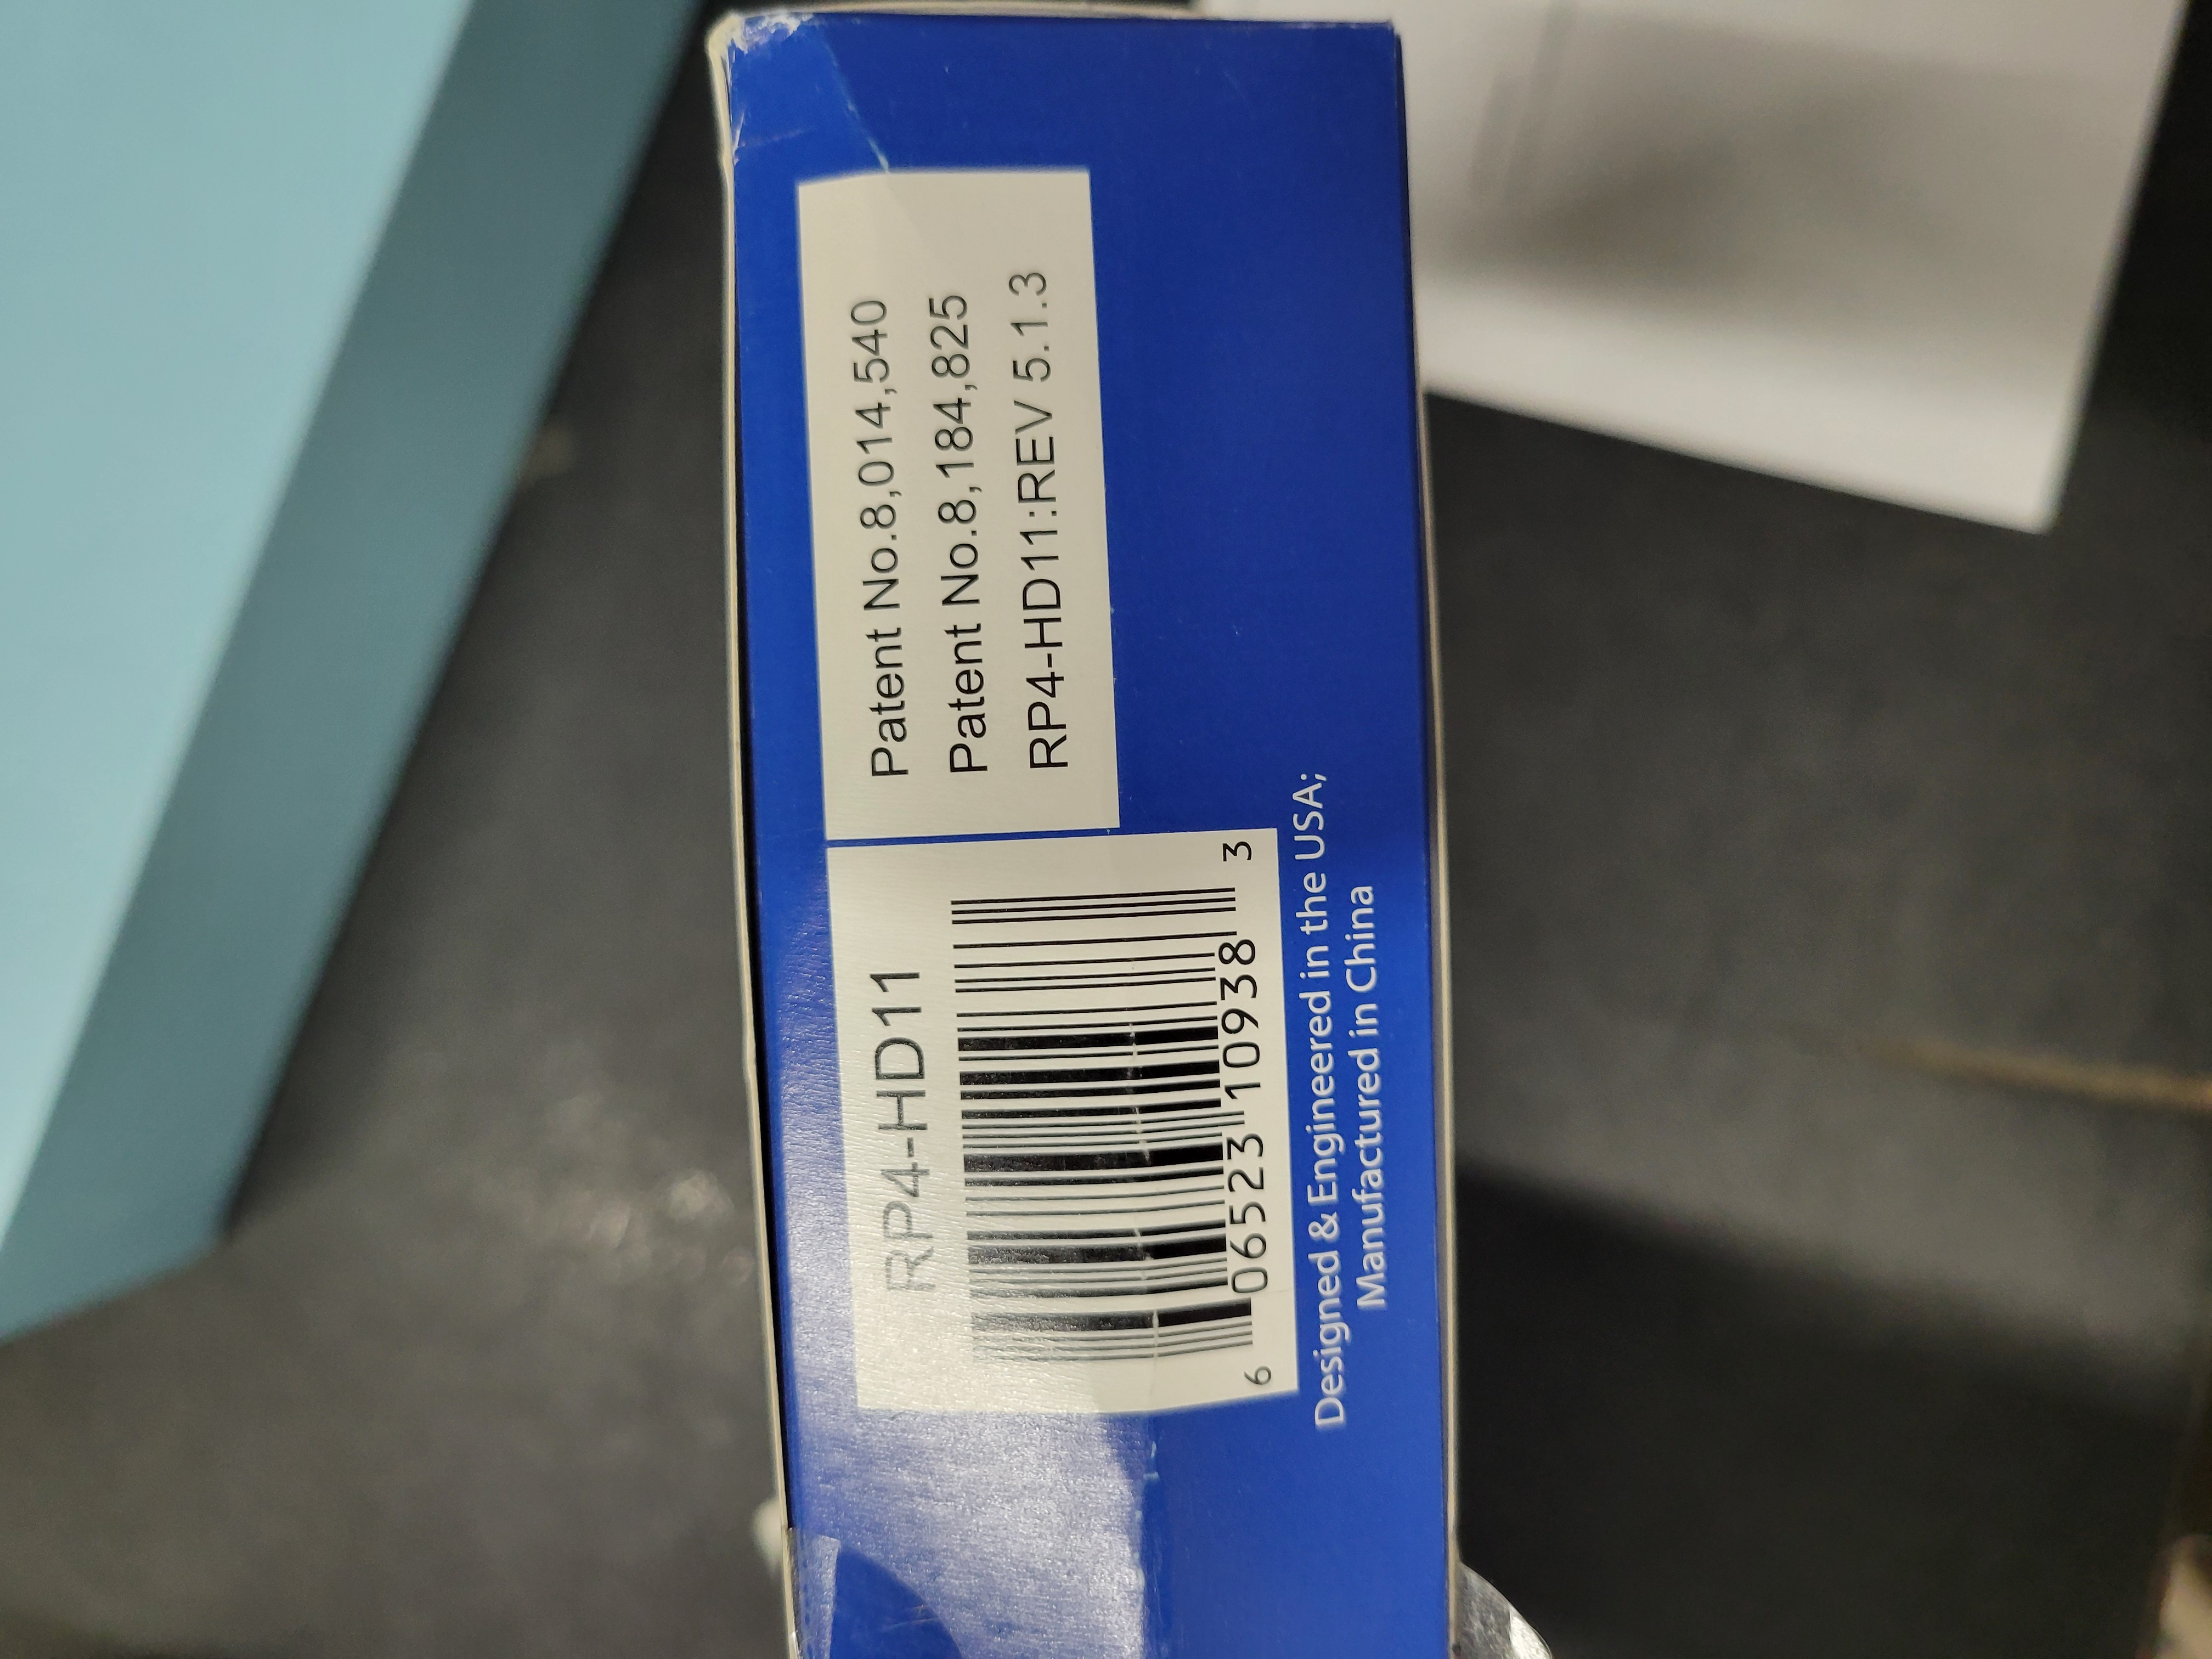 Patent No.8,014,540
Patent No.8,184,825
RP4-HD11:REV 5.1.3
RP4-HD11
6 06523 10938 3
Designed & Engineered in the USA;
Manufactured in China